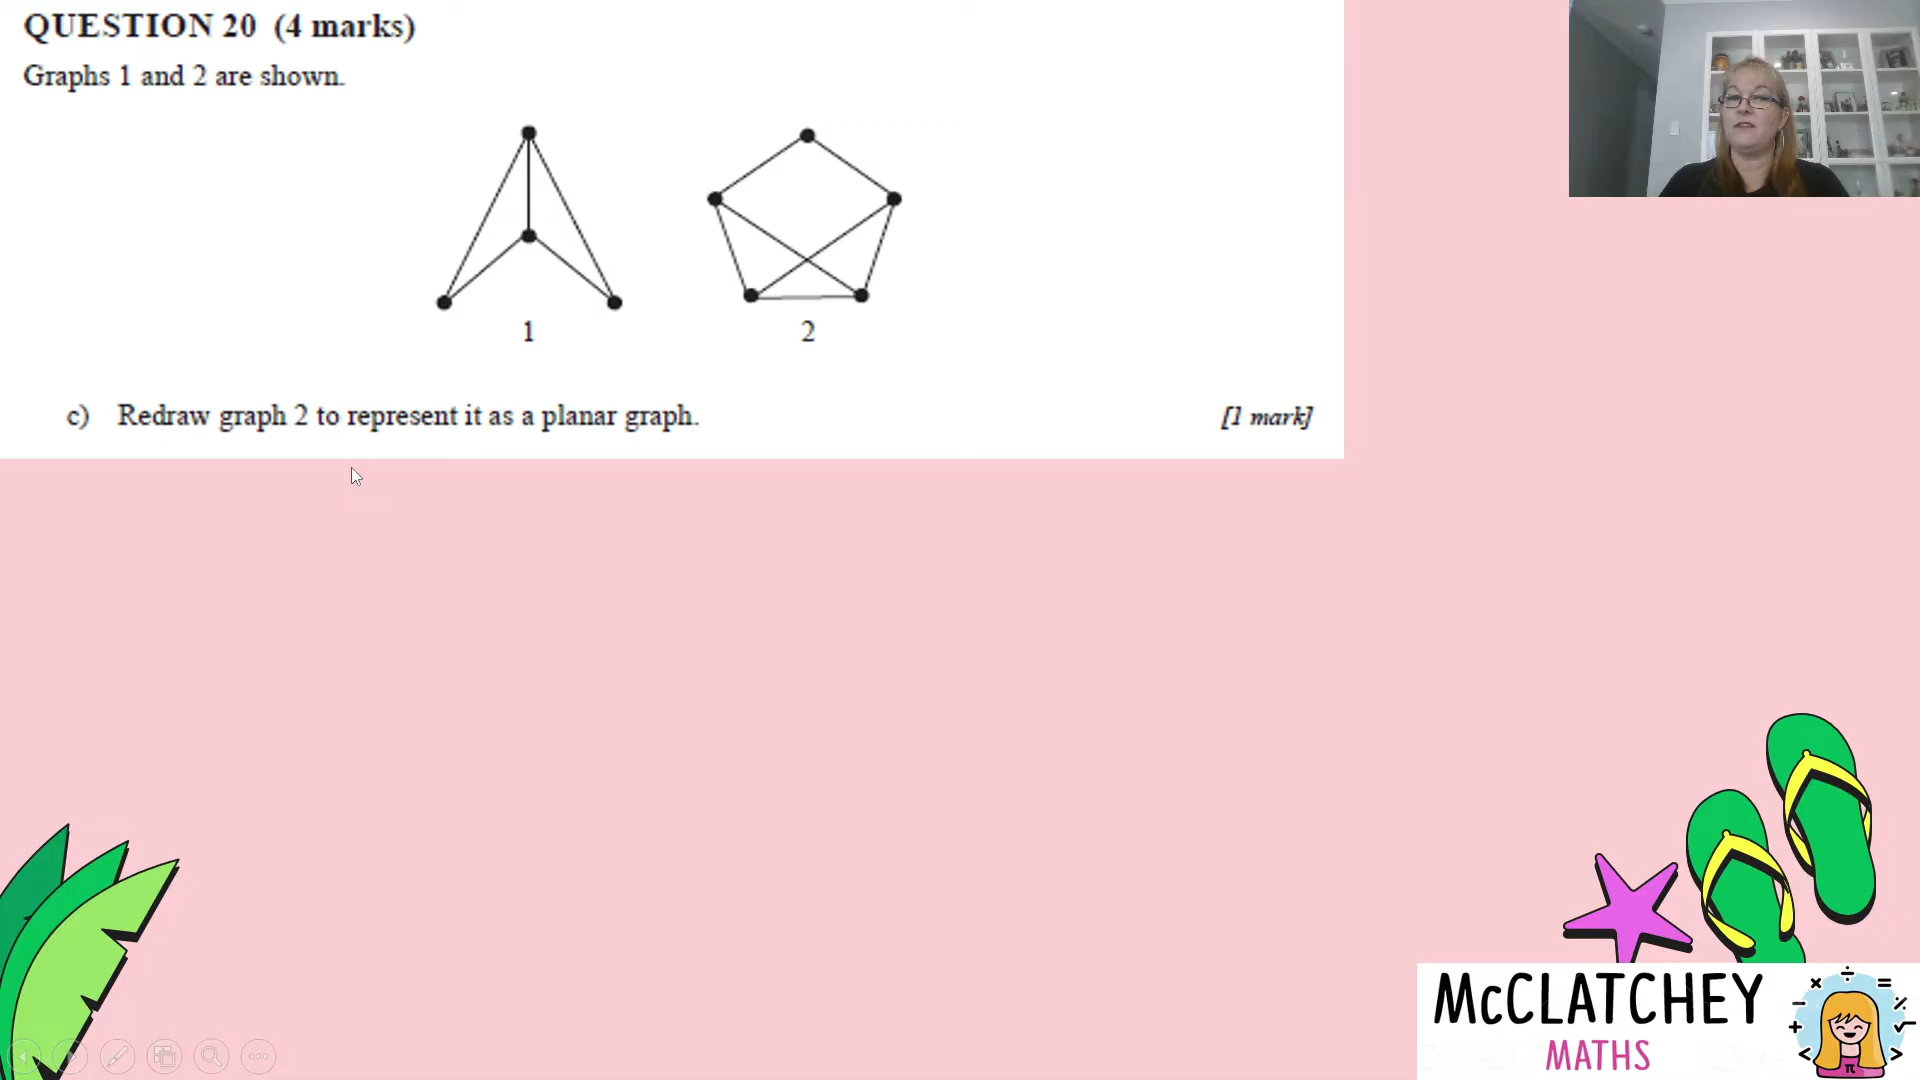 QUESTION 20 (4 marks)
Graphs 1 and 2 are shown.
1
2
c) Redraw graph 2 to represent it as a planar graph.
[1 mark]
McCLATCHEY
MATHS